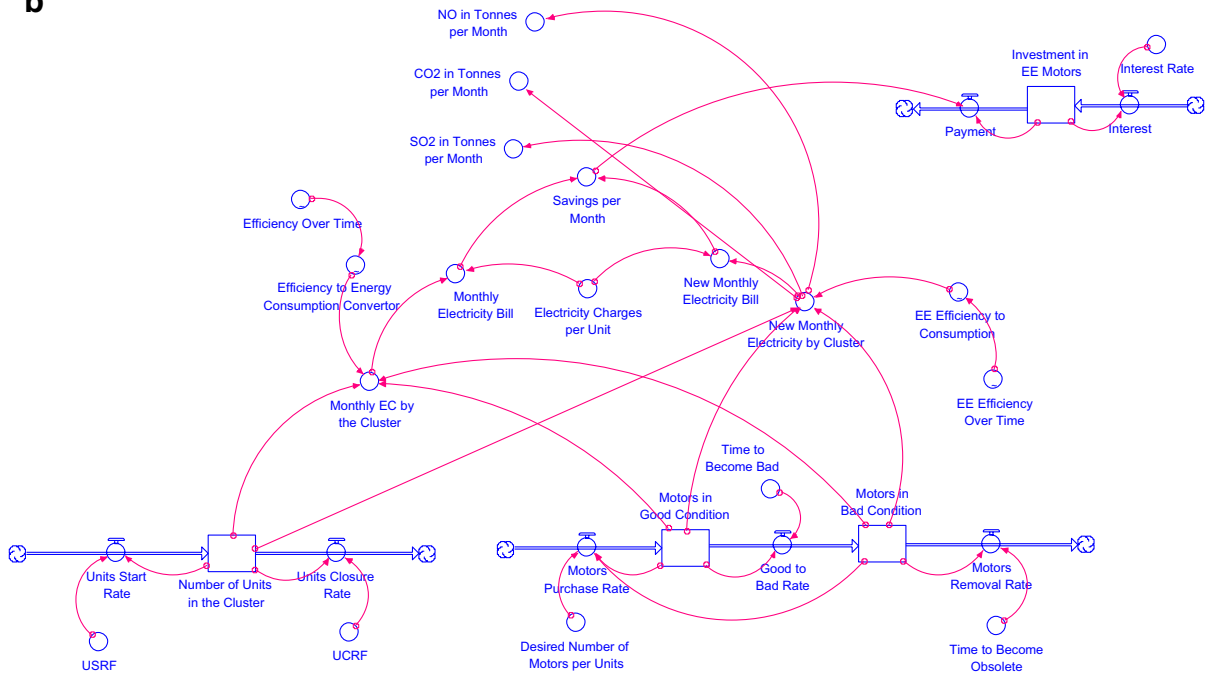 b
NO in Tonnes
per Month
CO2 in Tonnes
per Month
SO2 in Tonnes
per Month
Investment in
EE Motors
Interest Rate
Payment
Interest
Savings per
Month
Efficiency Over Time
Efficiency to Energy
Consumption Convertor
Monthly
Electricity Bill
Electricity Charges
per Unit
New Monthly
Electricity Bill
New Monthly
Electricity by Cluster
EE Efficiency to
Consumption
EE Efficiency
Over Time
Monthly EC by
the Cluster
Time to
Become Bad
Motors in
Good Condition
Motors in
Bad Condition
Units Start
Rate
Number of Units
in the Cluster
Units Closure
Rate
Motors
Purchase Rate
Good to
Bad Rate
Motors
Removal Rate
USRF
UCRF
Desired Number of
Motors per Units
Time to Become
Obsolete